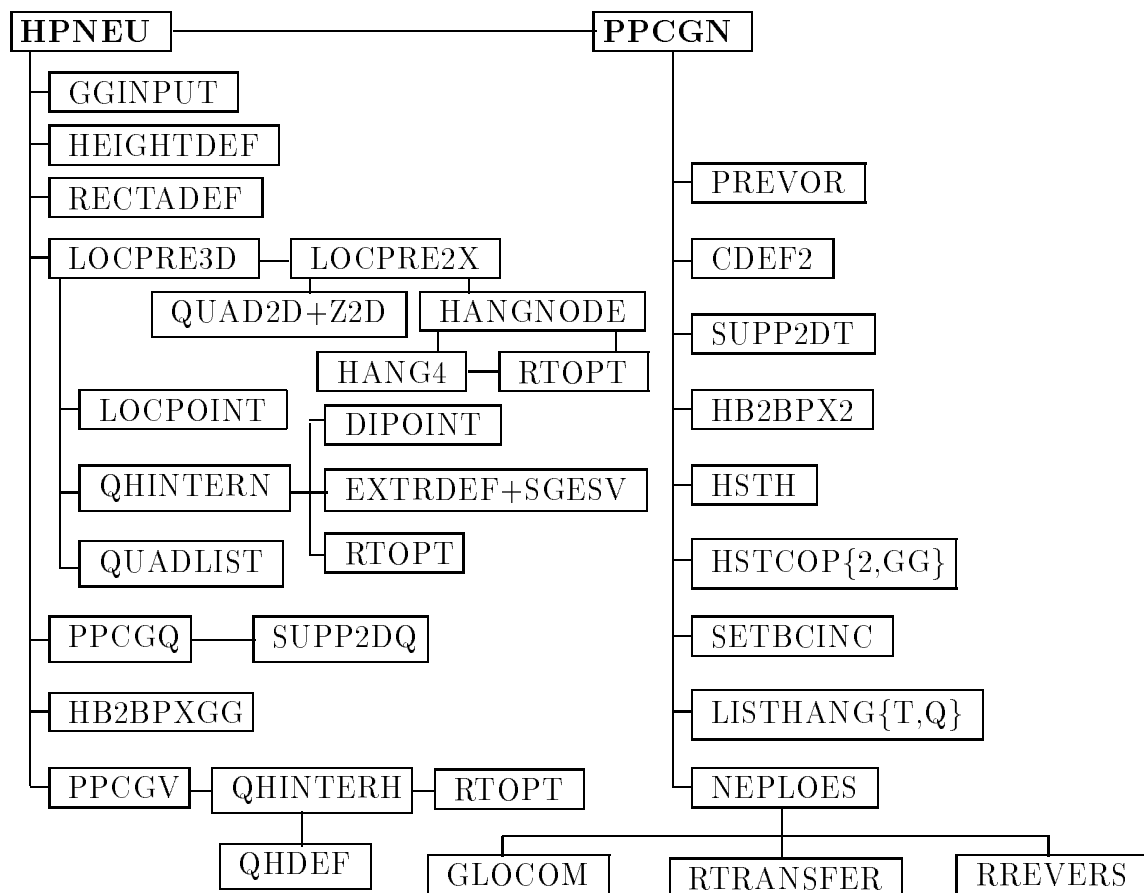 HPNEU
PPCGN
GGINPUT
HEIGHTDEF
RECTADEF
LOCPRE3D
LOCPRE2X
QUAD2D+Z2D
HANGNODE
HANG4
RTOPT
LOCPOINT
DIPOINT
QHINTERN
EXTRDEF+SGESV
QUADLIST
RTOPT
PPCGQ
SUPP2DQ
HB2BPXGG
PPCGV
QHINTERH
RTOPT
QHDEF
PREVOR
CDEF2
SUPP2DT
HB2BPX2
HSTH
HSTCOP{2,GG}
SETBCINC
LISTHANG{T,Q}
NEPLOES
GLOCOM
RTRANSFER
RREVERS